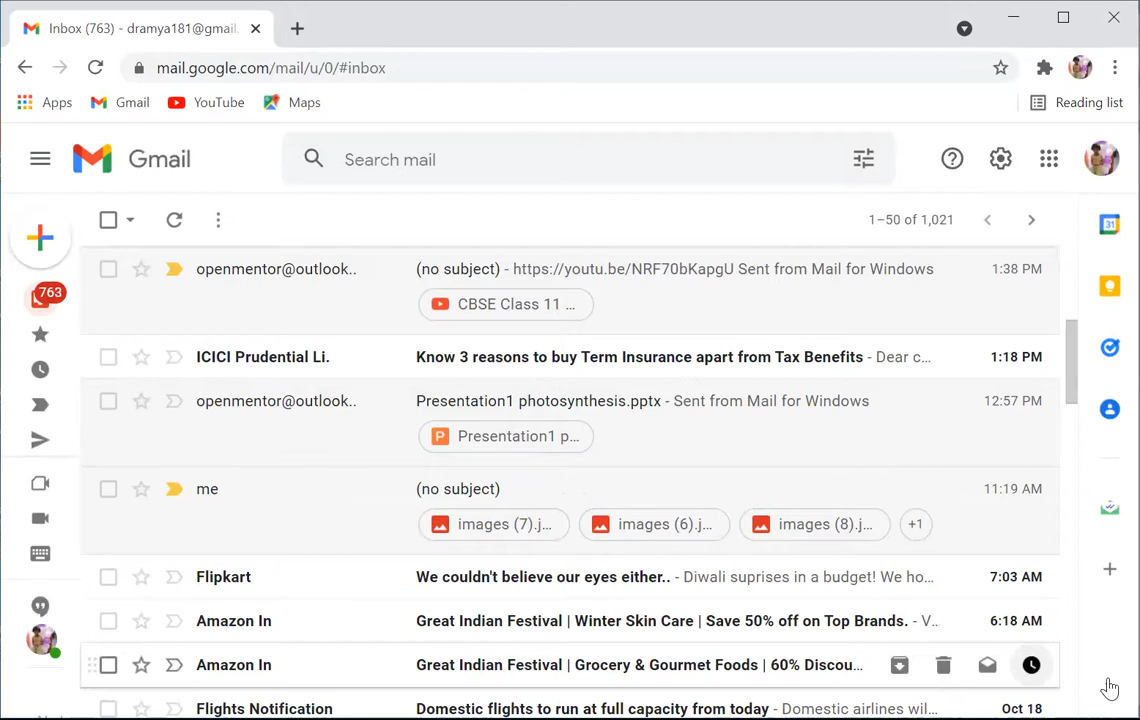 Inbox (763) - dramya181@gmail.
mail.google.com/mail/u/0/#inbox
Apps Gmail YouTube Maps Reading list
Gmail Search mail
1–50 of 1,021 31
openmentor@outlook.. (no subject) - https://youtu.be/NRF70bKapgU Sent from Mail for Windows 1:38 PM
CBSE Class 11 ...
763
ICICI Prudential Li. Know 3 reasons to buy Term Insurance apart from Tax Benefits - Dear c... 1:18 PM
openmentor@outlook.. Presentation1 photosynthesis.pptx - Sent from Mail for Windows 12:57 PM
P Presentation1 p...
me (no subject) 11:19 AM
images (7).j... images (6).j... images (8).j... +1
Flipkart We couldn't believe our eyes either.. - Diwali suprises in a budget! We ho... 7:03 AM
Amazon In Great Indian Festival | Winter Skin Care | Save 50% off on Top Brands. - V... 6:18 AM
Amazon In Great Indian Festival | Grocery & Gourmet Foods | 60% Discou...
Flights Notification Domestic flights to run at full capacity from today - Domestic airlines wil... Oct 18